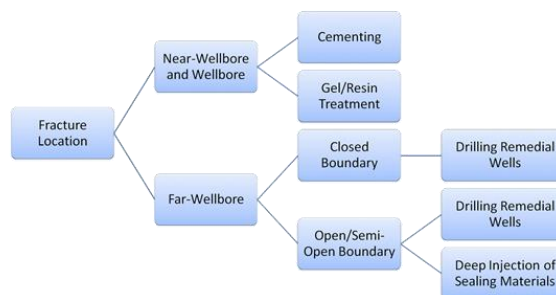 Fracture
Location
Near-Wellbore
and Wellbore
Cementing
Gel/Resin
Treatment
Far-Wellbore
Closed
Boundary
Drilling Remedial
Wells
Open/Semi-
Open Boundary
Drilling Remedial
Wells
Deep Injection of
Sealing Materials